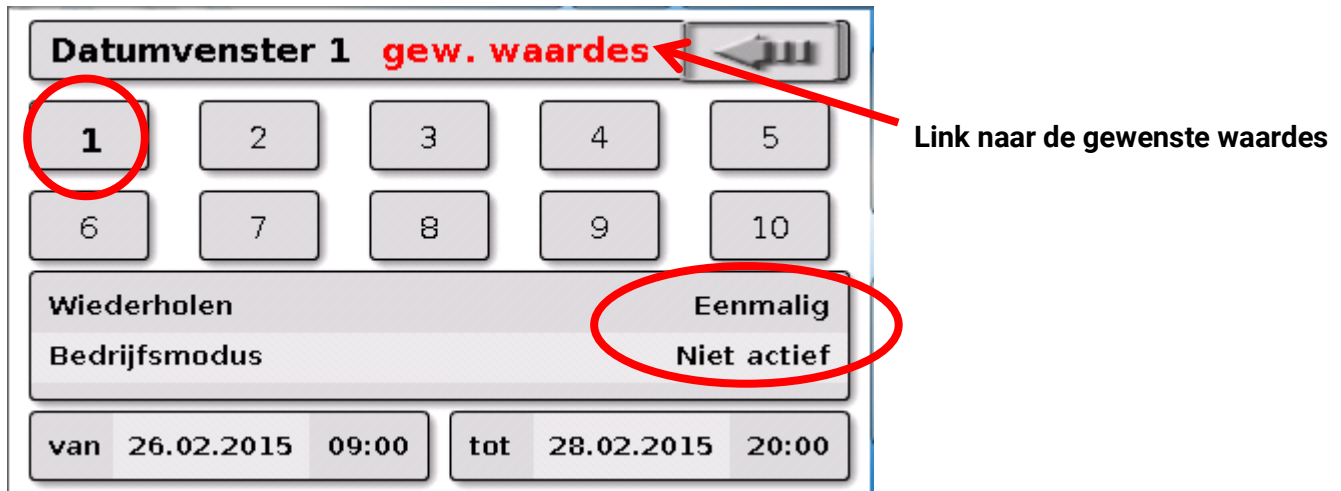 Datumvenster 1 gew. waardes
Link naar de gewenste waardes
1 2 3 4 5
6 7 8 9 10
Wiederholen Eenmalig
Bedrijfsmodus Niet actief
van 26.02.2015 09:00 tot 28.02.2015 20:00